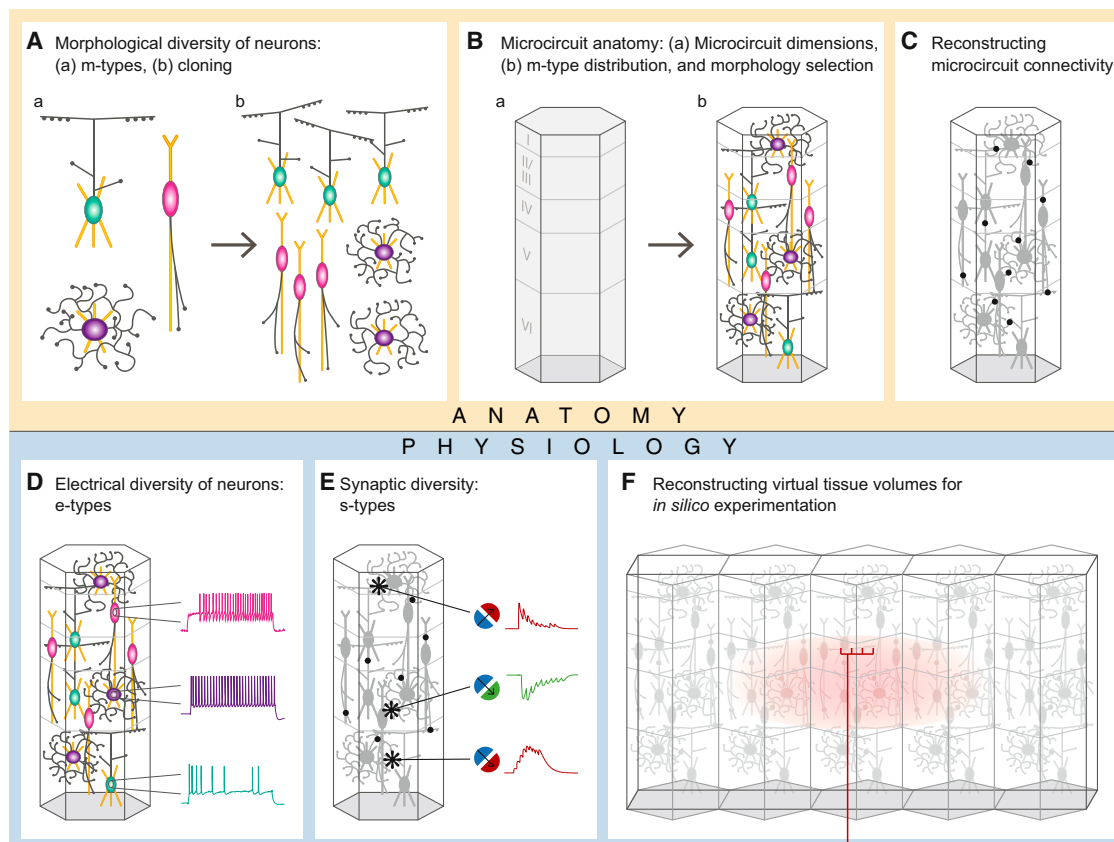 A Morphological diversity of neurons:
(a) m-types, (b) cloning
a
b
B Microcircuit anatomy: (a) Microcircuit dimensions,
(b) m-type distribution, and morphology selection
a
b
I
II/
III
IV
V
VI
C Reconstructing
microcircuit connectivity
ANATOMY
PHYSIOLOGY
D Electrical diversity of neurons:
e-types
E Synaptic diversity:
s-types
F Reconstructing virtual tissue volumes for
in silico experimentation